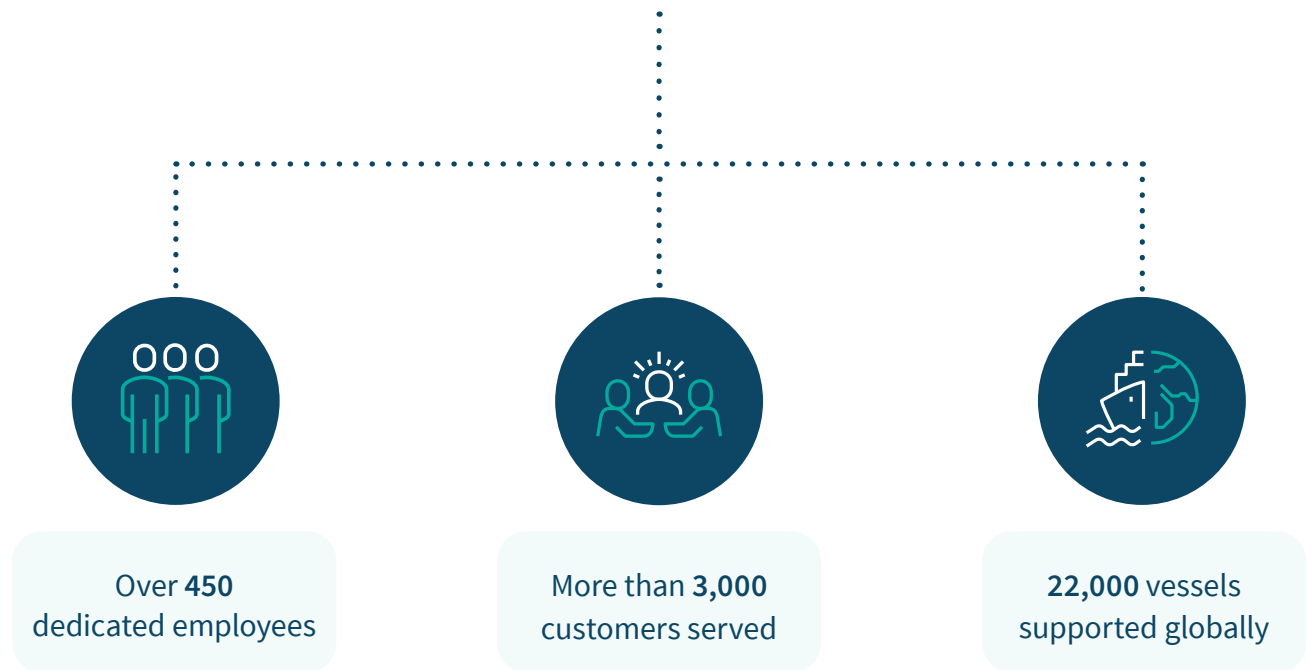 Over 450
dedicated employees
More than 3,000
customers served
22,000 vessels
supported globally